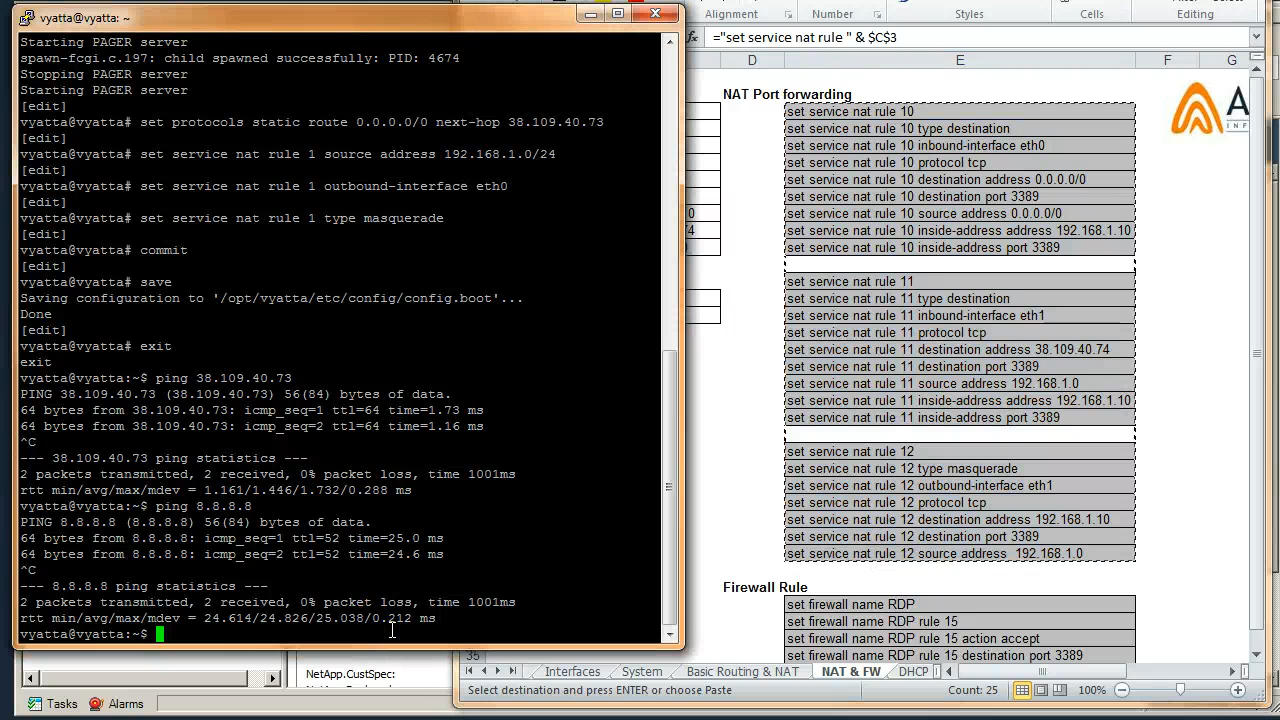 vyatta@vyatta: ~
Starting PAGER server
spawn-fcgi.c.197: child spawned successfully: PID: 4674
Stopping PAGER server
Starting PAGER server
[edit]
vyatta@vyatta# set protocols static route 0.0.0.0/0 next-hop 38.109.40.73
[edit]
vyatta@vyatta# set service nat rule 1 source address 192.168.1.0/24
[edit]
vyatta@vyatta# set service nat rule 1 outbound-interface eth0
[edit]
vyatta@vyatta# set service nat rule 1 type masquerade
[edit]
vyatta@vyatta# commit
[edit]
vyatta@vyatta# save
Saving configuration to '/opt/vyatta/etc/config/config.boot'...
Done
[edit]
vyatta@vyatta# exit
exit
vyatta@vyatta:~$ ping 38.109.40.73
PING 38.109.40.73 (38.109.40.73) 56(84) bytes of data.
64 bytes from 38.109.40.73: icmp_seq=1 ttl=64 time=1.73 ms
64 bytes from 38.109.40.73: icmp_seq=2 ttl=64 time=1.16 ms
^C
--- 38.109.40.73 ping statistics ---
2 packets transmitted, 2 received, 0% packet loss, time 1001ms
rtt min/avg/max/mdev = 1.161/1.446/1.732/0.288 ms
vyatta@vyatta:~$ ping 8.8.8.8
PING 8.8.8.8 (8.8.8.8) 56(84) bytes of data.
64 bytes from 8.8.8.8: icmp_seq=1 ttl=52 time=25.0 ms
64 bytes from 8.8.8.8: icmp_seq=2 ttl=52 time=24.6 ms
^C
--- 8.8.8.8 ping statistics ---
2 packets transmitted, 2 received, 0% packet loss, time 1001ms
rtt min/avg/max/mdev = 24.614/24.826/25.038/0.212 ms
vyatta@vyatta:~$
Alignment Number Styles Cells Editing
fx ="set service nat rule " & $C$3
D E F G
NAT Port forwarding
set service nat rule 10
set service nat rule 10 type destination
set service nat rule 10 inbound-interface eth0
set service nat rule 10 protocol tcp
set service nat rule 10 destination address 0.0.0.0/0
set service nat rule 10 destination port 3389
0 set service nat rule 10 source address 0.0.0.0/0
/4 set service nat rule 10 inside-address address 192.168.1.10
set service nat rule 10 inside-address port 3389
set service nat rule 11
set service nat rule 11 type destination
set service nat rule 11 inbound-interface eth1
set service nat rule 11 protocol tcp
set service nat rule 11 destination address 38.109.40.74
set service nat rule 11 destination port 3389
set service nat rule 11 source address 192.168.1.0
set service nat rule 11 inside-address address 192.168.1.10
set service nat rule 11 inside-address port 3389
set service nat rule 12
set service nat rule 12 type masquerade
set service nat rule 12 outbound-interface eth1
set service nat rule 12 protocol tcp
set service nat rule 12 destination address 192.168.1.10
set service nat rule 12 destination port 3389
set service nat rule 12 source address  192.168.1.0
Firewall Rule
set firewall name RDP
set firewall name RDP rule 15
set firewall name RDP rule 15 action accept
set firewall name RDP rule 15 destination port 3389
A
INF
35
Interfaces System Basic Routing & NAT NAT & FW DHCP
Select destination and press ENTER or choose Paste Count: 25 100%
NetApp.CustSpec:
Tasks Alarms